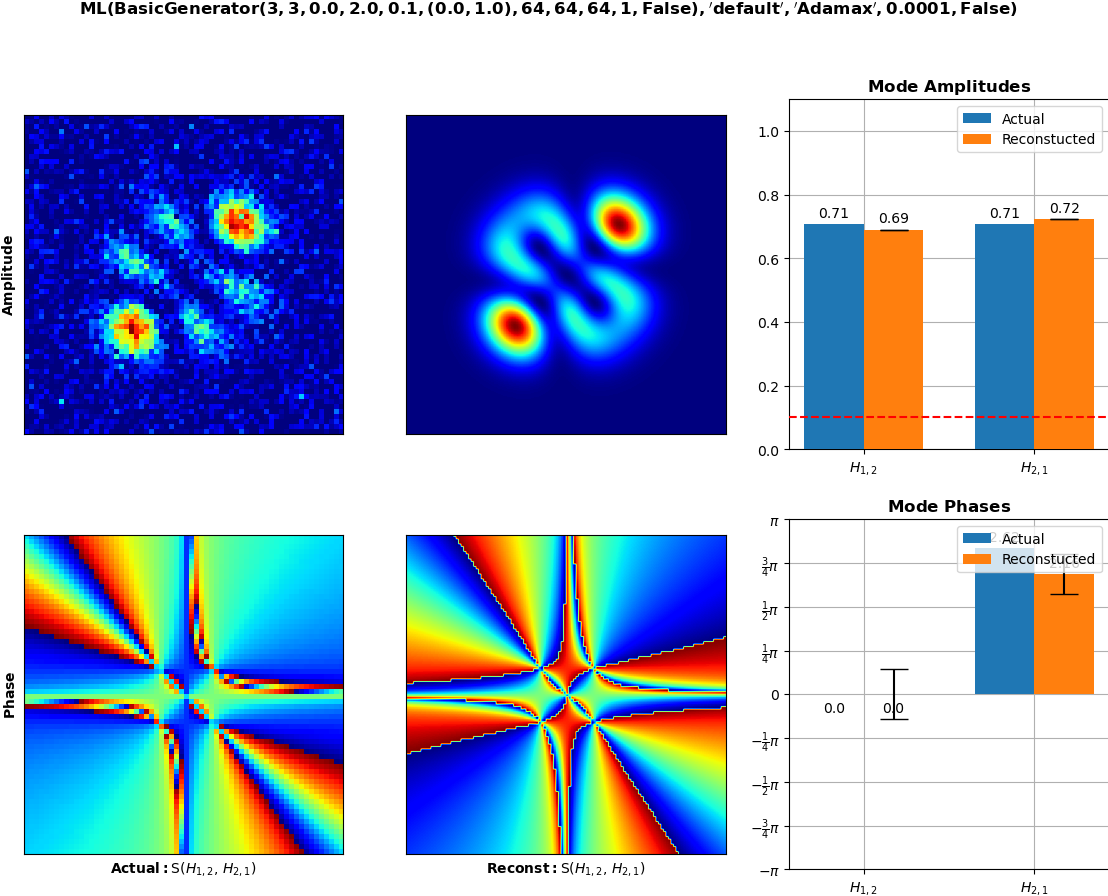 ML(BasicGenerator(3, 3, 0.0, 2.0, 0.1, (0.0, 1.0), 64, 64, 64, 1, False), ′default′, ′Adamax′, 0.0001, False)
Mode Amplitudes
Amplitude
Actual
Reconstucted
1.0
0.8
0.6
0.4
0.2
0.0
0.71
0.69
0.71
0.72
H1,2
H2,1
Mode Phases
Phase
Actual
Reconstucted
π
3/4π
1/2π
1/4π
0
−1/4π
−1/2π
−3/4π
−π
0.0
0.0
H1,2
H2,1
Actual: S(H1,2, H2,1)
Reconst: S(H1,2, H2,1)